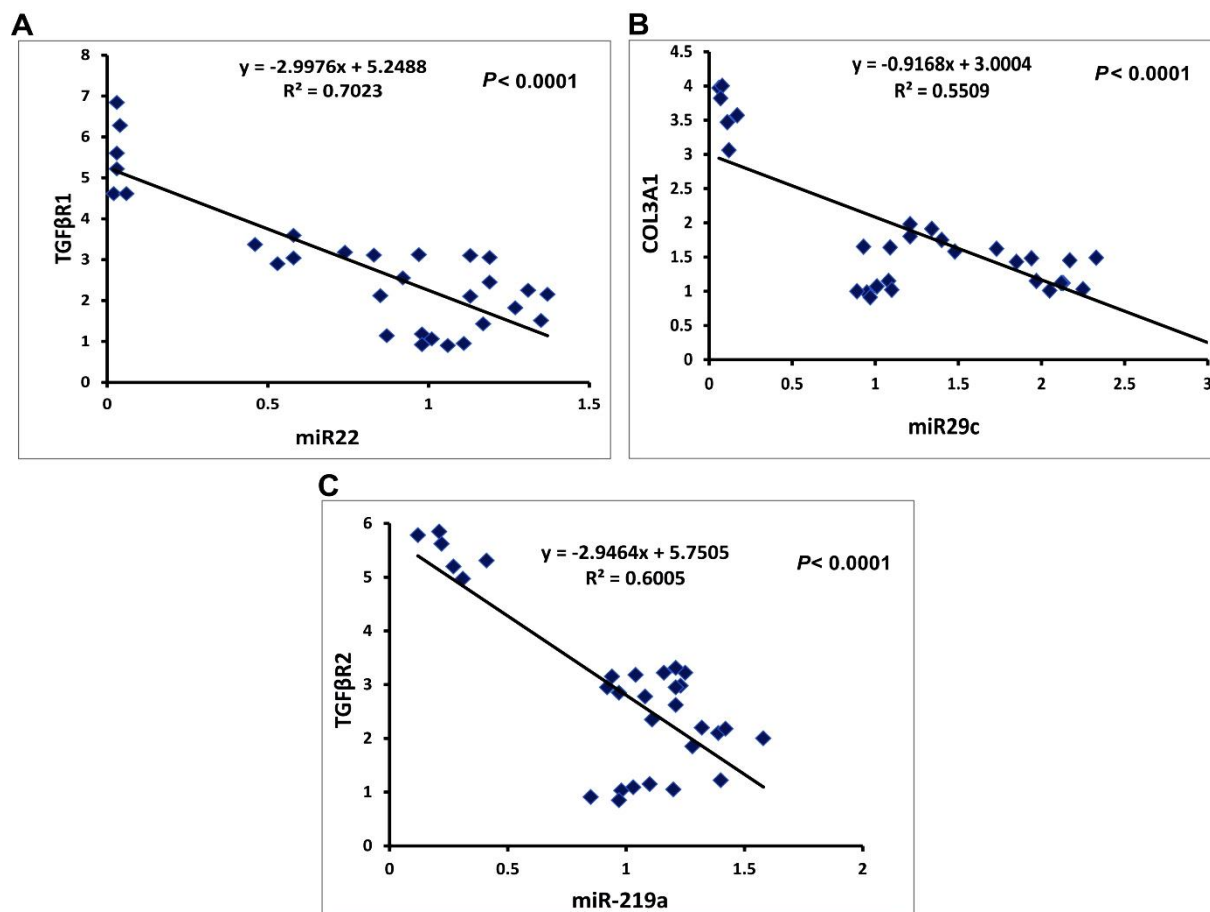 A
y = -2.9976x + 5.2488
R² = 0.7023
P< 0.0001
8
7
6
5
4
3
2
1
0
TGFβR1
0
0.5
1
1.5
miR22
B
y = -0.9168x + 3.0004
R² = 0.5509
P< 0.0001
4.5
4
3.5
3
2.5
2
1.5
1
0.5
0
COL3A1
0
0.5
1
1.5
2
2.5
3
miR29c
C
y = -2.9464x + 5.7505
R² = 0.6005
P< 0.0001
6
5
4
3
2
1
0
TGFβR2
0
0.5
1
1.5
2
miR-219a